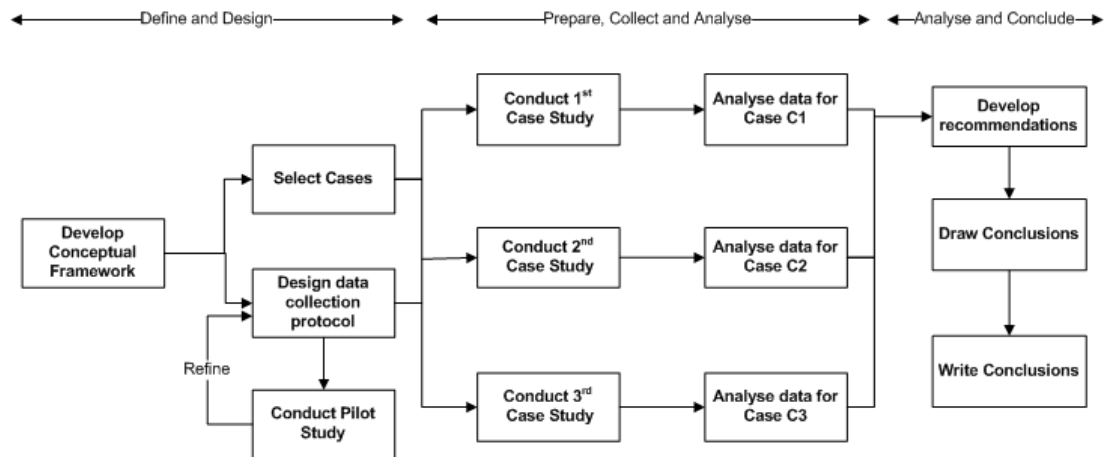 Define and Design
Prepare, Collect and Analyse
Analyse and Conclude
Develop
Conceptual
Framework
Select Cases
Design data
collection
protocol
Refine
Conduct Pilot
Study
Conduct 1st
Case Study
Analyse data for
Case C1
Conduct 2nd
Case Study
Analyse data for
Case C2
Conduct 3rd
Case Study
Analyse data for
Case C3
Develop
recommendations
Draw Conclusions
Write Conclusions